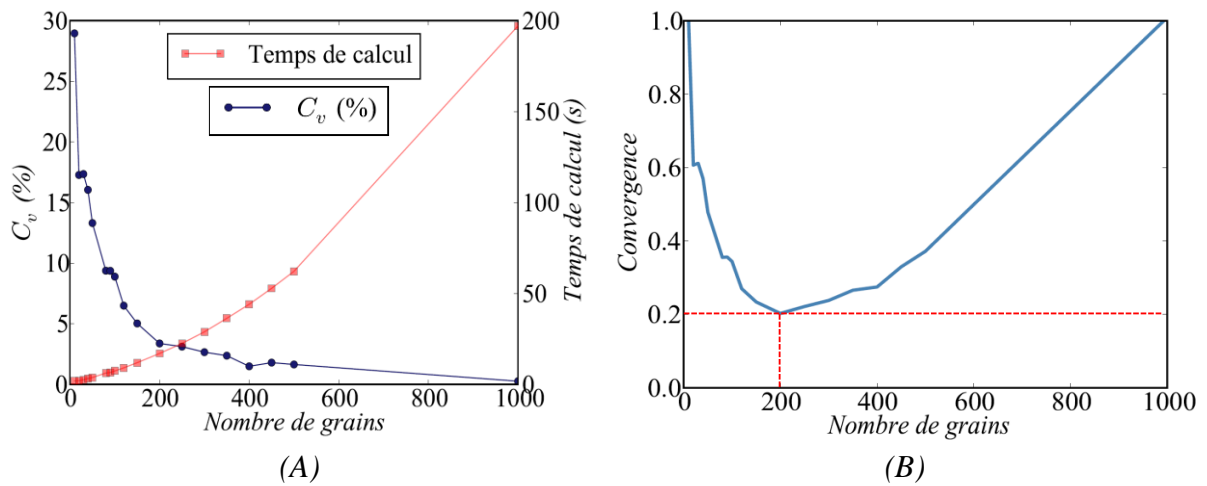 30
25
20
15
10
5
0
C_v (%)
Temps de calcul
C_v (%)
200
150
100
50
0
Temps de calcul (s)
0 200 400 600 800 1000
Nombre de grains
(A)
1.0
0.8
0.6
0.4
0.2
0.0
Convergence
0 200 400 600 800 1000
Nombre de grains
(B)